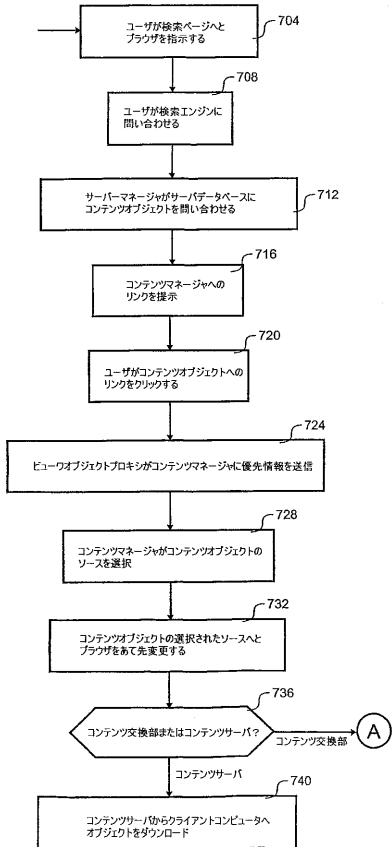 ユーザが検索ページへと
ブラウザを指示する
704
708
ユーザが検索エンジンに
問い合わせる
サーバーマネージャがサーバデータベースに
コンテンツオブジェクトを問い合わせる
712
716
コンテンツマネージャへの
リンクを提示
720
ユーザがコンテンツオブジェクトへの
リンクをクリックする
724
ビューワオブジェクトプロキシがコンテンツマネージャに優先情報を送信
728
コンテンツマネージャがコンテンツオブジェクトの
ソースを選択
732
コンテンツオブジェクトの選択されたソースへと
ブラウザをあて先変更する
736
コンテンツ交換部またはコンテンツサーバ？
コンテンツ交換部
A
コンテンツサーバ
740
コンテンツサーバからクライアントコンピュータへ
オブジェクトをダウンロード